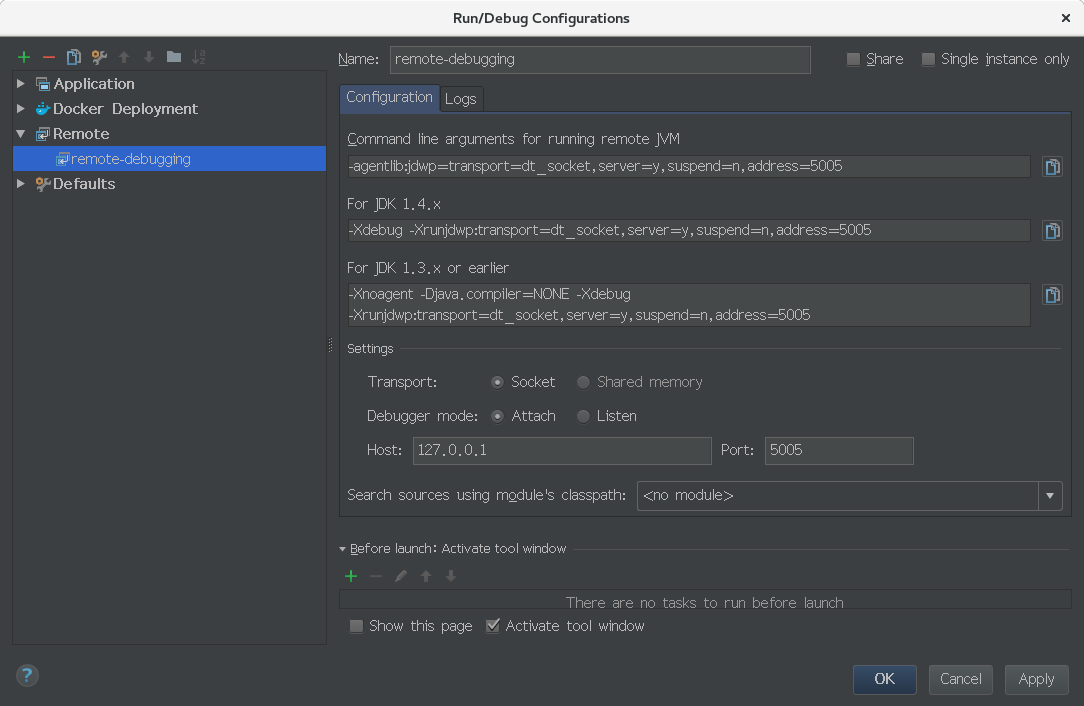 Run/Debug Configurations
Name: remote-debugging
Share
Single instance only
Application
Docker Deployment
Remote
remote-debugging
Defaults
Configuration
Logs
Command line arguments for running remote JVM
-agentlib:jdwp=transport=dt_socket,server=y,suspend=n,address=5005
For JDK 1.4.x
-Xdebug -Xrunjdwp:transport=dt_socket,server=y,suspend=n,address=5005
For JDK 1.3.x or earlier
-Xnoagent -Djava.compiler=NONE -Xdebug
-Xrunjdwp:transport=dt_socket,server=y,suspend=n,address=5005
Settings
Transport: Socket Shared memory
Debugger mode: Attach Listen
Host: 127.0.0.1 Port: 5005
Search sources using module's classpath: <no module>
Before launch: Activate tool window
There are no tasks to run before launch
Show this page Activate tool window
?
OK Cancel Apply